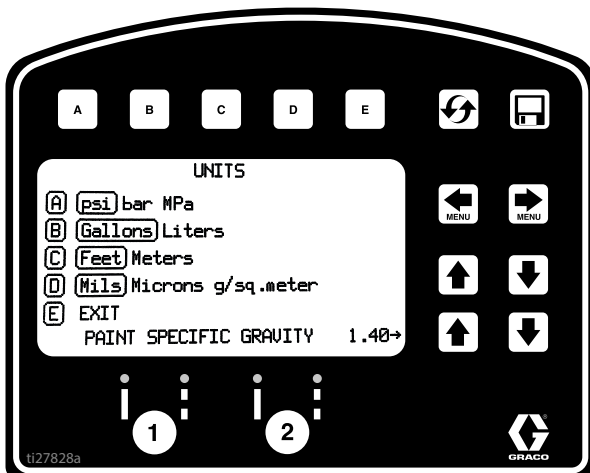 A B C D E
UNITS
A psi bar MPa
MENU MENU
B Gallons Liters
C Feet Meters
D Mils Microns g/sq.meter
E EXIT
PAINT SPECIFIC GRAVITY 1.40→
1 2
ti27828a
G
GRACO